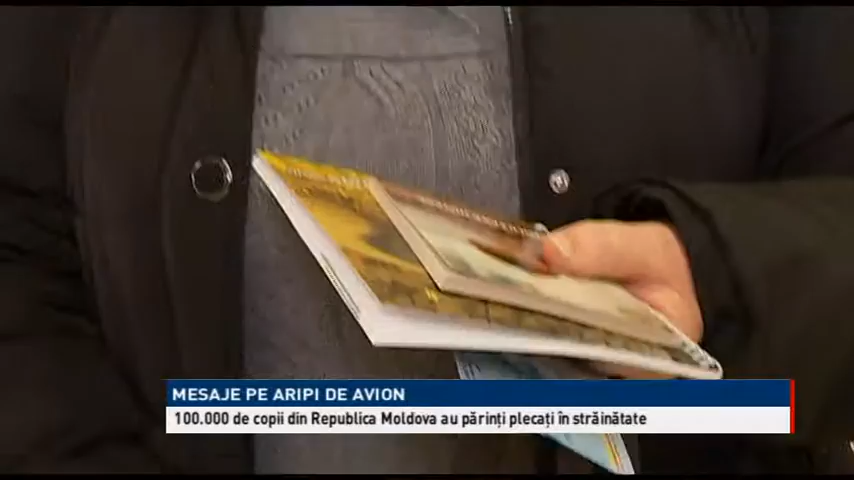 MESAJE PE ARIPI DE AVION
100.000 de copii din Republica Moldova au părinți plecați în străinătate